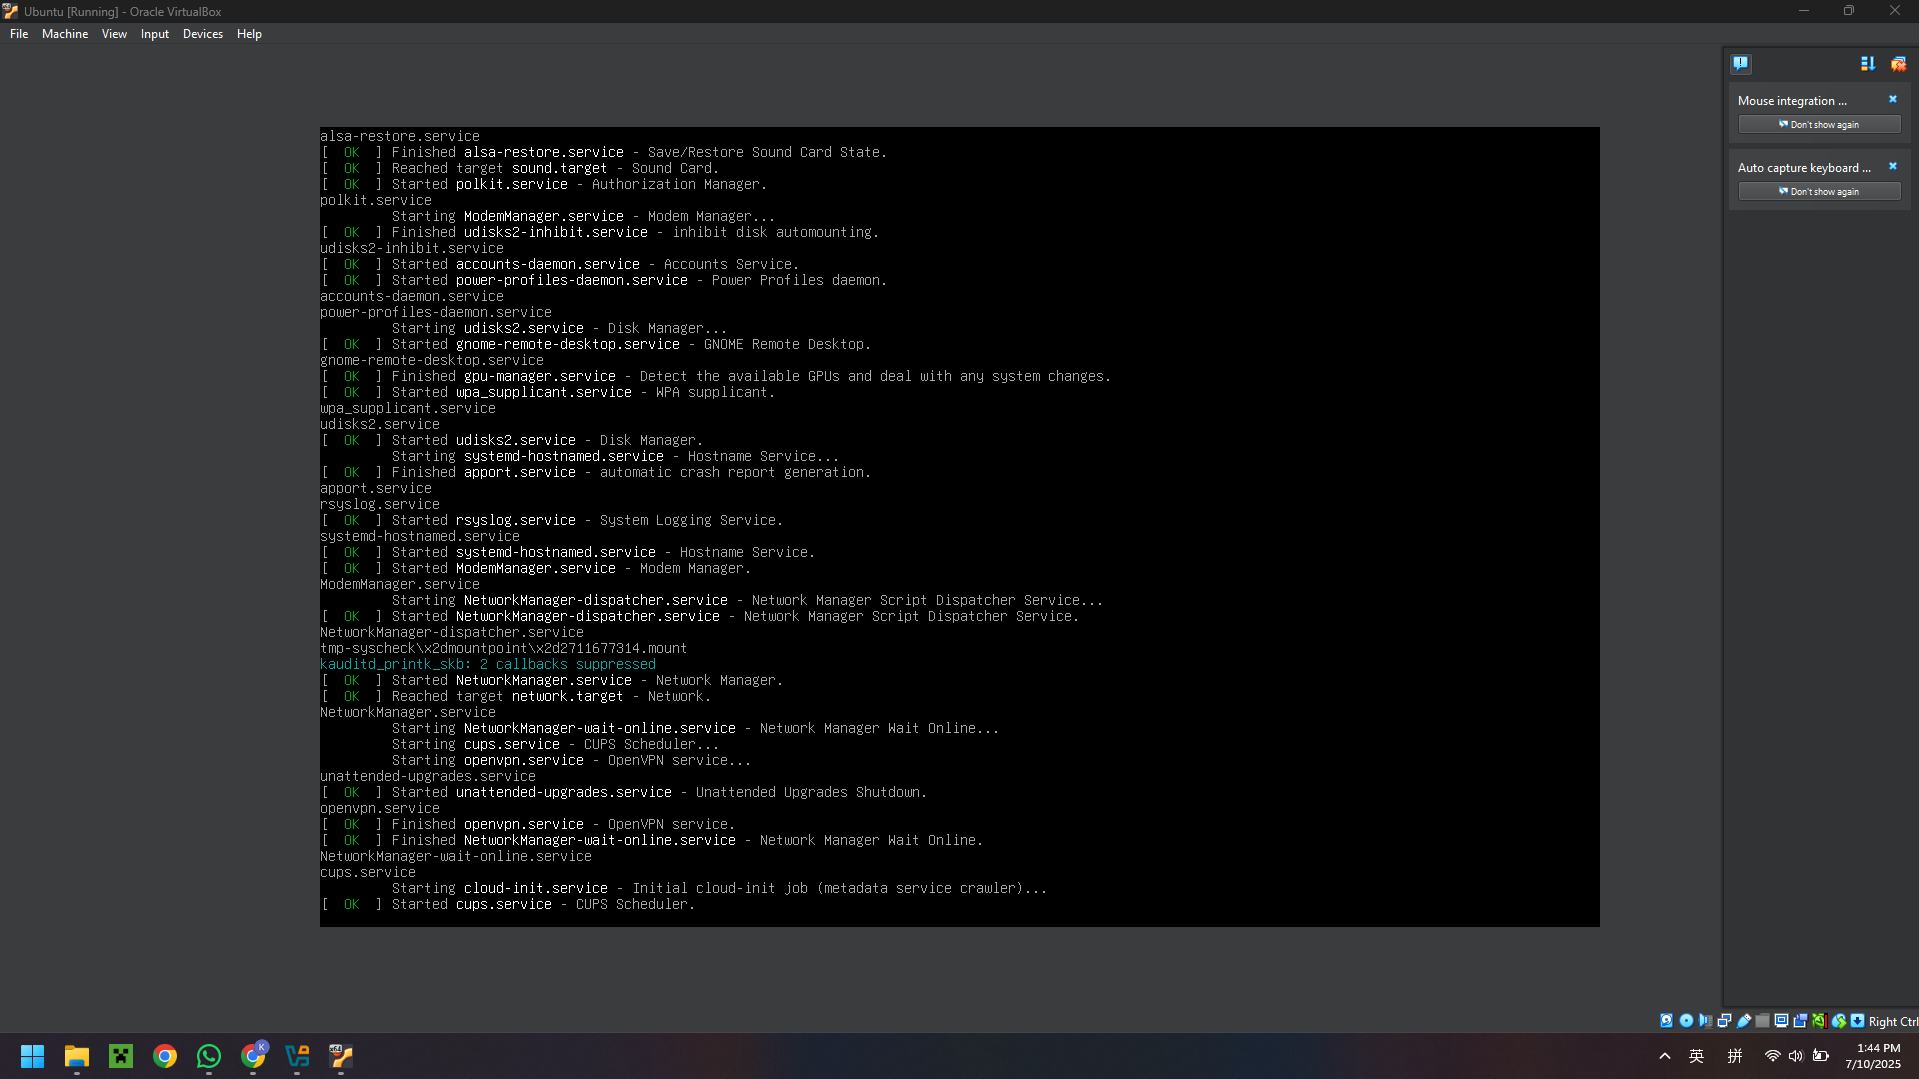 Ubuntu [Running] - Oracle VirtualBox
File Machine View Input Devices Help
Mouse integration ...
Don't show again
Auto capture keyboard ...
Don't show again
alsa-restore.service
[  OK  ] Finished alsa-restore.service - Save/Restore Sound Card State.
[  OK  ] Reached target sound.target - Sound Card.
[  OK  ] Started polkit.service - Authorization Manager.
polkit.service
         Starting ModemManager.service - Modem Manager...
[  OK  ] Finished udisks2-inhibit.service - inhibit disk automounting.
udisks2-inhibit.service
[  OK  ] Started accounts-daemon.service - Accounts Service.
[  OK  ] Started power-profiles-daemon.service - Power Profiles daemon.
accounts-daemon.service
power-profiles-daemon.service
         Starting udisks2.service - Disk Manager...
[  OK  ] Started gnome-remote-desktop.service - GNOME Remote Desktop.
gnome-remote-desktop.service
[  OK  ] Finished gpu-manager.service - Detect the available GPUs and deal with any system changes.
[  OK  ] Started wpa_supplicant.service - WPA supplicant.
wpa_supplicant.service
udisks2.service
[  OK  ] Started udisks2.service - Disk Manager.
         Starting systemd-hostnamed.service - Hostname Service...
[  OK  ] Finished apport.service - automatic crash report generation.
apport.service
rsyslog.service
[  OK  ] Started rsyslog.service - System Logging Service.
systemd-hostnamed.service
[  OK  ] Started systemd-hostnamed.service - Hostname Service.
[  OK  ] Started ModemManager.service - Modem Manager.
ModemManager.service
         Starting NetworkManager-dispatcher.service - Network Manager Script Dispatcher Service...
[  OK  ] Started NetworkManager-dispatcher.service - Network Manager Script Dispatcher Service.
NetworkManager-dispatcher.service
tmp-syscheck\x2dmountpoint\x2d2711677314.mount
kauditd_printk_skb: 2 callbacks suppressed
[  OK  ] Started NetworkManager.service - Network Manager.
[  OK  ] Reached target network.target - Network.
NetworkManager.service
         Starting NetworkManager-wait-online.service - Network Manager Wait Online...
         Starting cups.service - CUPS Scheduler...
         Starting openvpn.service - OpenVPN service...
unattended-upgrades.service
[  OK  ] Started unattended-upgrades.service - Unattended Upgrades Shutdown.
openvpn.service
[  OK  ] Finished openvpn.service - OpenVPN service.
[  OK  ] Finished NetworkManager-wait-online.service - Network Manager Wait Online.
NetworkManager-wait-online.service
cups.service
         Starting cloud-init.service - Initial cloud-init job (metadata service crawler)...
[  OK  ] Started cups.service - CUPS Scheduler.
Right Ctrl
K
英 拼
1:44 PM
7/10/2025